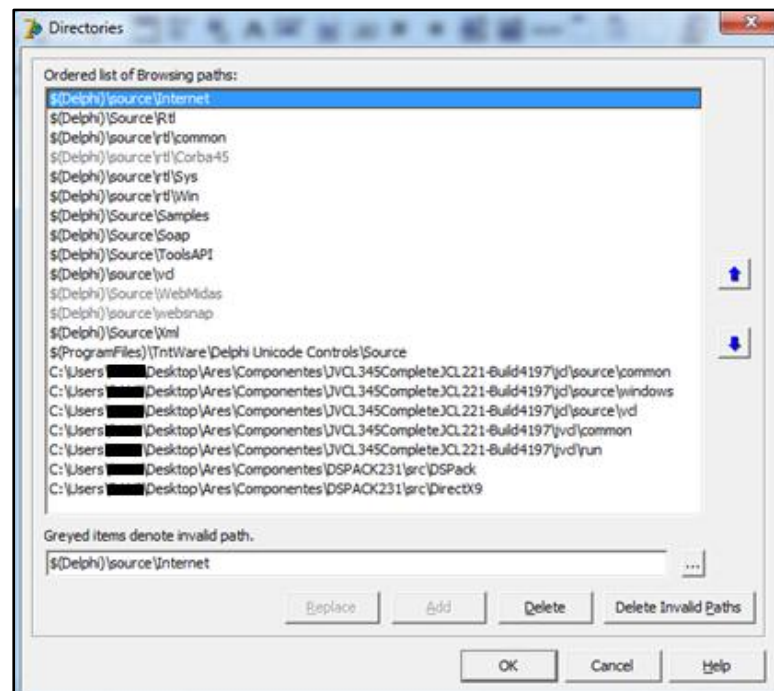 Directories
Ordered list of Browsing paths:
$(Delphi)\source\Internet
$(Delphi)\Source\Rtl
$(Delphi)\source\rtl\common
$(Delphi)\source\rtl\Corba45
$(Delphi)\source\rtl\Sys
$(Delphi)\source\rtl\Win
$(Delphi)\Source\Samples
$(Delphi)\Source\Soap
$(Delphi)\Source\ToolsAPI
$(Delphi)\source\vcl
$(Delphi)\Source\WebMidas
$(Delphi)\source\websnap
$(Delphi)\Source\Xml
$(ProgramFiles)\TntWare\Delphi Unicode Controls\Source
C:\Users\ Desktop\Ares\Componentes\JVCL345CompleteJCL221-Build4197\jcl\source\common
C:\Users\ Desktop\Ares\Componentes\JVCL345CompleteJCL221-Build4197\jcl\source\windows
C:\Users\ Desktop\Ares\Componentes\JVCL345CompleteJCL221-Build4197\jcl\source\vcl
C:\Users\ Desktop\Ares\Componentes\JVCL345CompleteJCL221-Build4197\jvcl\common
C:\Users\ Desktop\Ares\Componentes\JVCL345CompleteJCL221-Build4197\jvcl\run
C:\Users\ Desktop\Ares\Componentes\DSPACK231\src\DSPack
C:\Users\ Desktop\Ares\Componentes\DSPACK231\src\DirectX9
Greyed items denote invalid path.
$(Delphi)\source\Internet
...
Replace Add Delete Delete Invalid Paths
OK Cancel Help